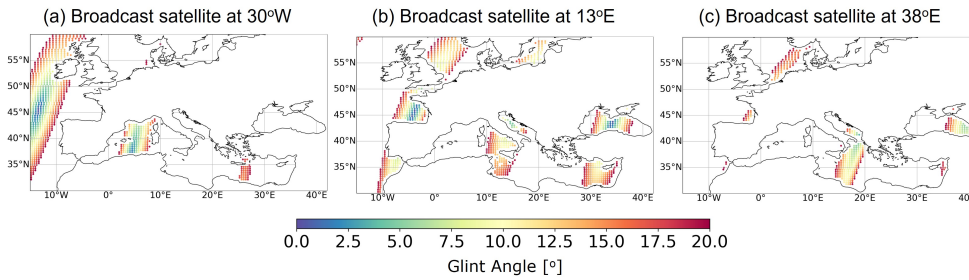 (a) Broadcast satellite at 30ºW
(b) Broadcast satellite at 13ºE
(c) Broadcast satellite at 38ºE
55°N
50°N
45°N
40°N
35°N
10°W
0°
10°E
20°E
30°E
40°E
55°N
50°N
45°N
40°N
35°N
10°W
0°
10°E
20°E
30°E
40°E
55°N
50°N
45°N
40°N
35°N
10°W
0°
10°E
20°E
30°E
40°E
0.0 2.5 5.0 7.5 10.0 12.5 15.0 17.5 20.0
Glint Angle [º]